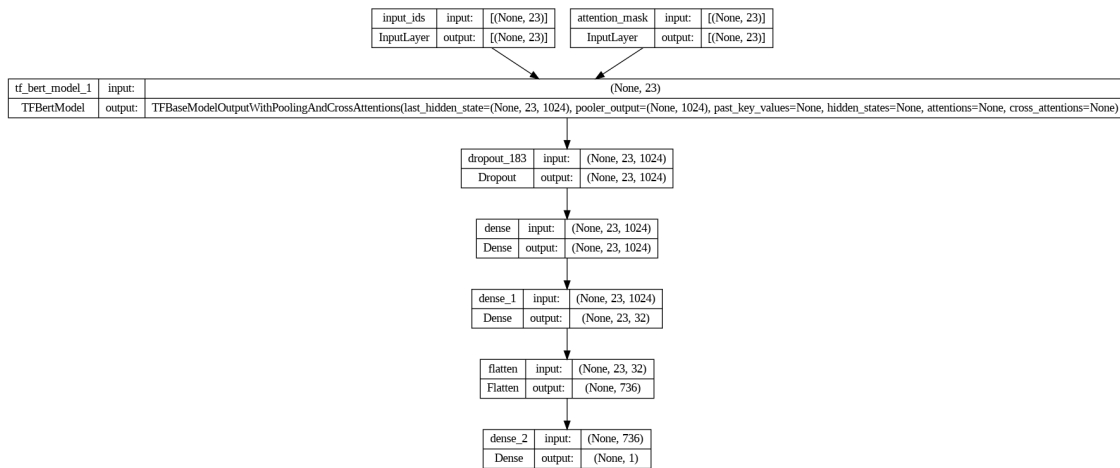 input_ids input: [(None, 23)]
InputLayer output: [(None, 23)]
attention_mask input: [(None, 23)]
InputLayer output: [(None, 23)]
tf_bert_model_1 input: (None, 23)
TFBertModel output: TFBaseModelOutputWithPoolingAndCrossAttentions(last_hidden_state=(None, 23, 1024), pooler_output=(None, 1024), past_key_values=None, hidden_states=None, attentions=None, cross_attentions=None)
dropout_183 input: (None, 23, 1024)
Dropout output: (None, 23, 1024)
dense input: (None, 23, 1024)
Dense output: (None, 23, 1024)
dense_1 input: (None, 23, 1024)
Dense output: (None, 23, 32)
flatten input: (None, 23, 32)
Flatten output: (None, 736)
dense_2 input: (None, 736)
Dense output: (None, 1)